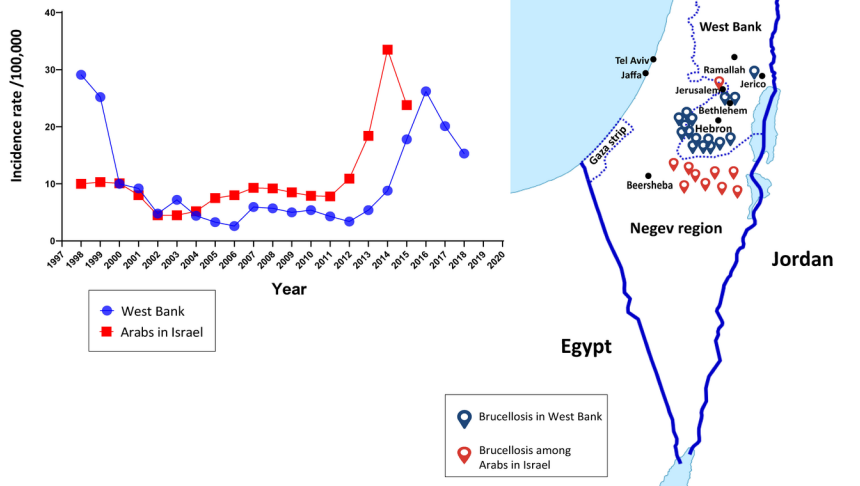 Incidence rate /100,000
40
30
20
10
0
1997
1998
1999
2000
2001
2002
2003
2004
2005
2006
2007
2008
2009
2010
2011
2012
2013
2014
2015
2016
2017
2018
2019
2020
Year
West Bank
Arabs in Israel
West Bank
Tel Aviv
Jaffa
Ramallah
Jerico
Jerusalem
Bethlehem
Hebron
Gaza strip
Beersheba
Negev region
Jordan
Egypt
Brucellosis in West Bank
Brucellosis among
Arabs in Israel